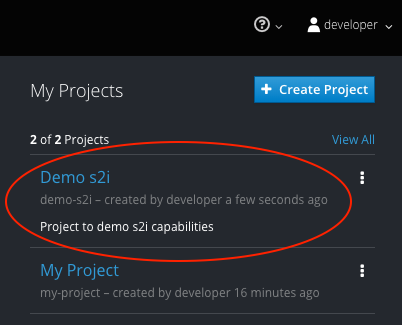 ? developer
My Projects
+ Create Project
2 of 2 Projects
View All
Demo s2i
demo-s2i – created by developer a few seconds ago
Project to demo s2i capabilities
My Project
my-project – created by developer 16 minutes ago